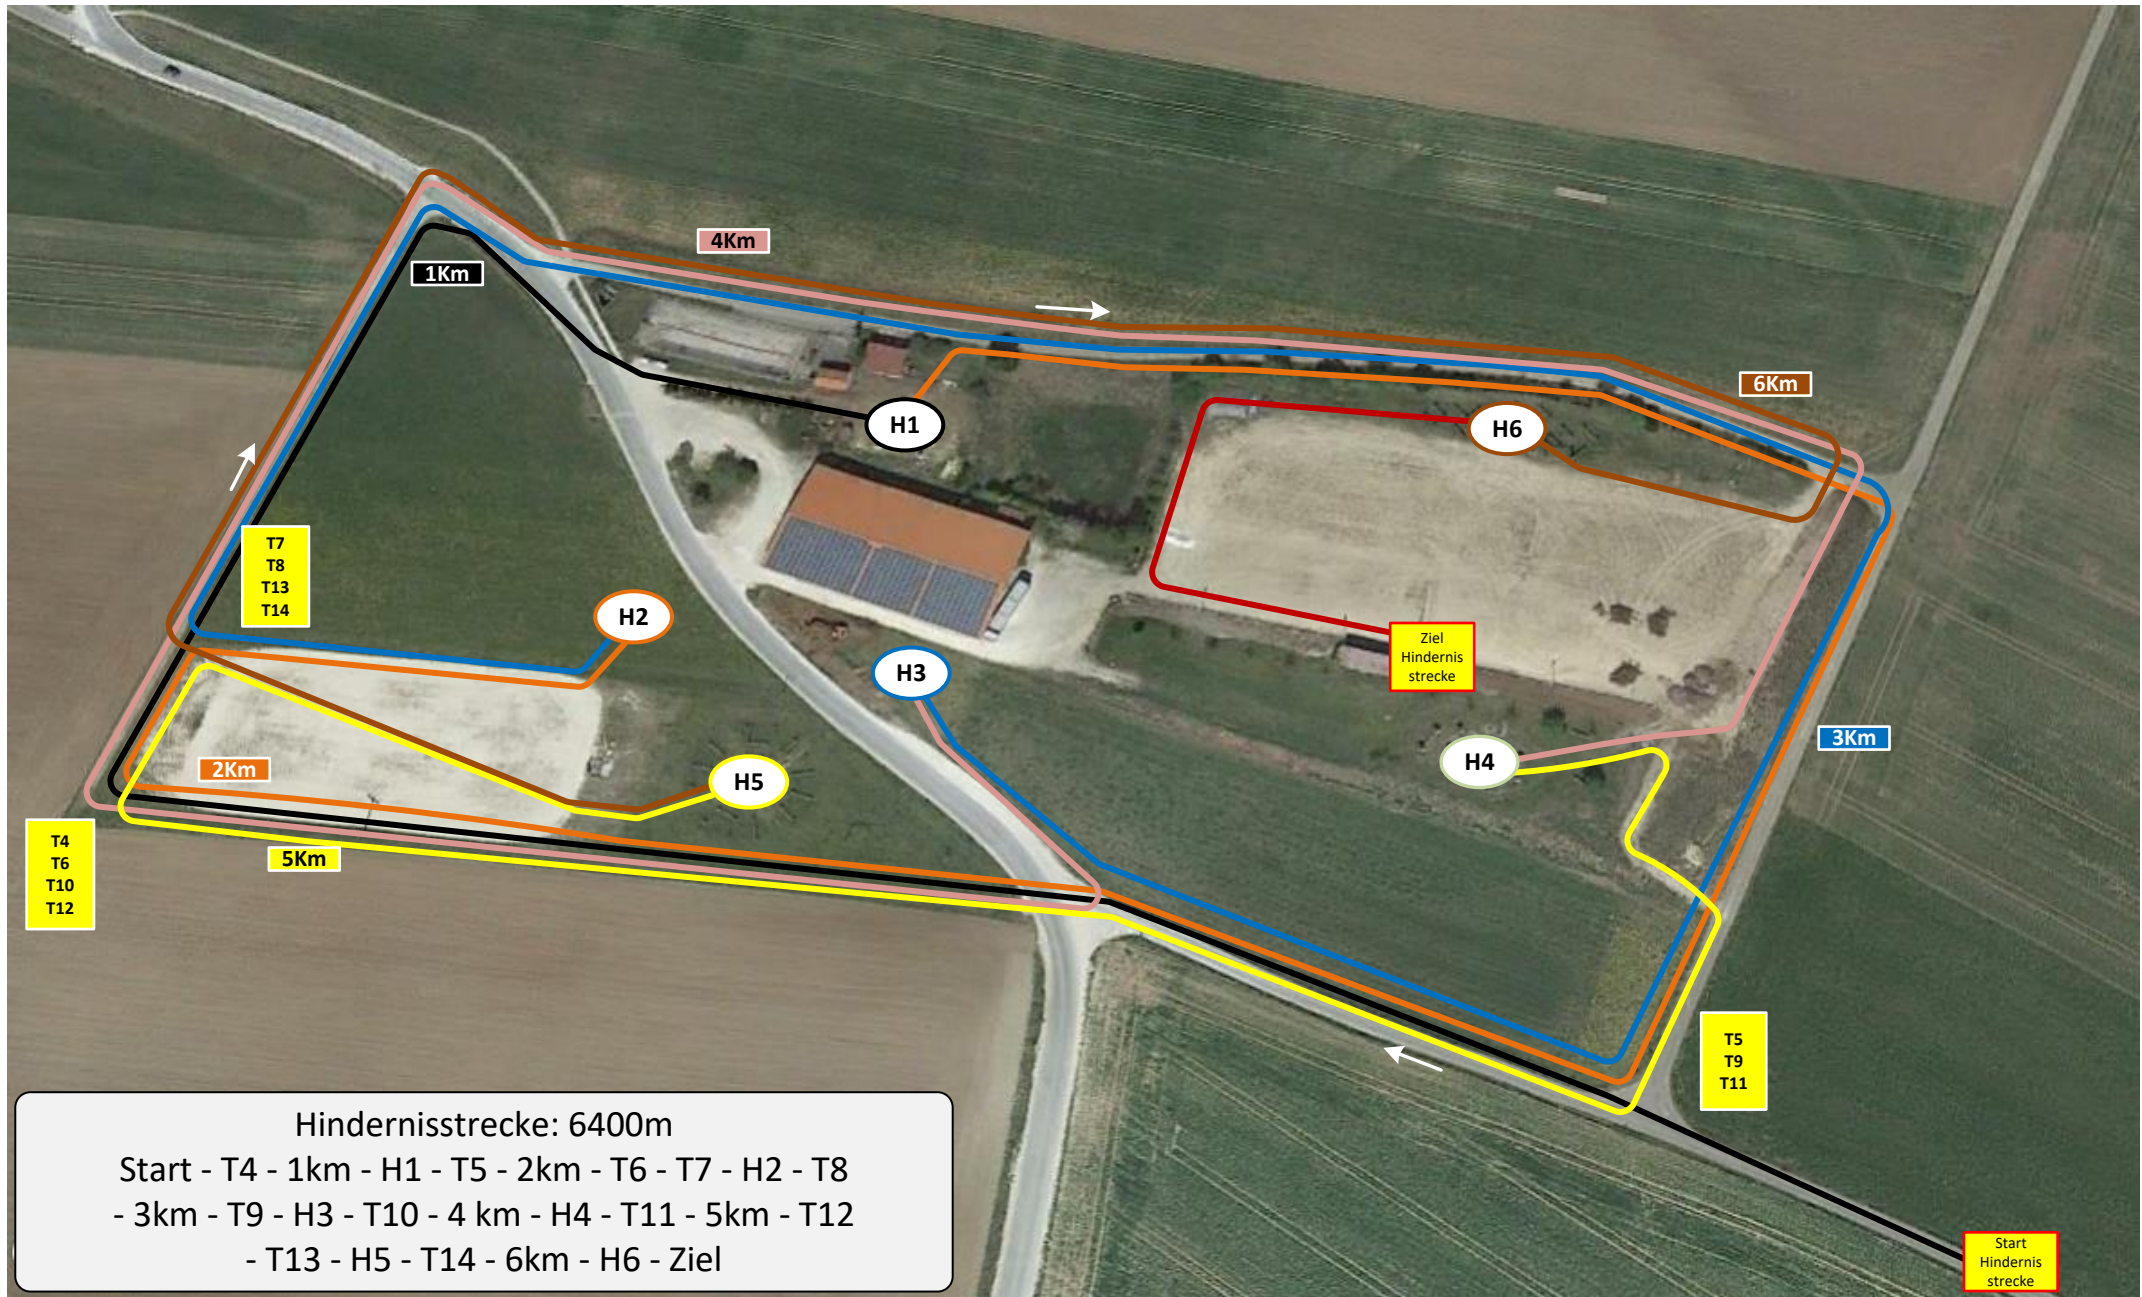 4Km
1Km
6Km
H1
H6
T7
T8
T13
T14
H2
Ziel
Hindernis
strecke
H3
3Km
H4
2Km
H5
T4
T6
T10
T12
5Km
T5
T9
T11
Hindernisstrecke: 6400m
Start - T4 - 1km - H1 - T5 - 2km - T6 - T7 - H2 - T8
- 3km - T9 - H3 - T10 - 4 km - H4 - T11 - 5km - T12
- T13 - H5 - T14 - 6km - H6 - Ziel
Start
Hindernis
strecke